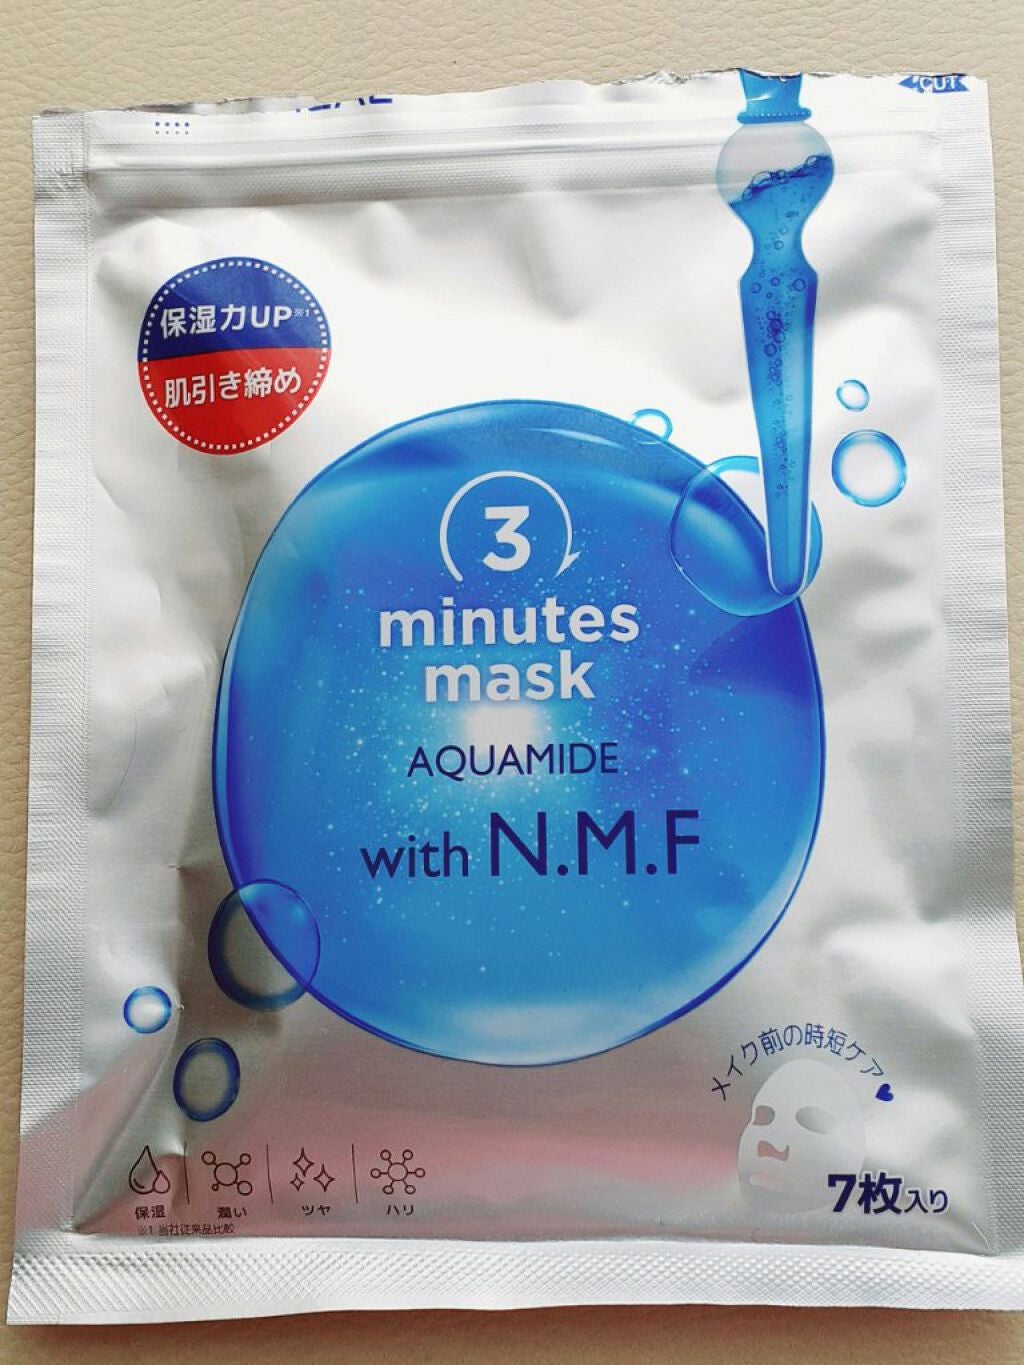 CUT
保湿力UP※1
肌引き締め
3
minutes
mask
AQUAMIDE
with N.M.F
メイク前の時短ケア
7枚入り
保湿
潤い
ツヤ
ハリ
※1 当社従来品比較